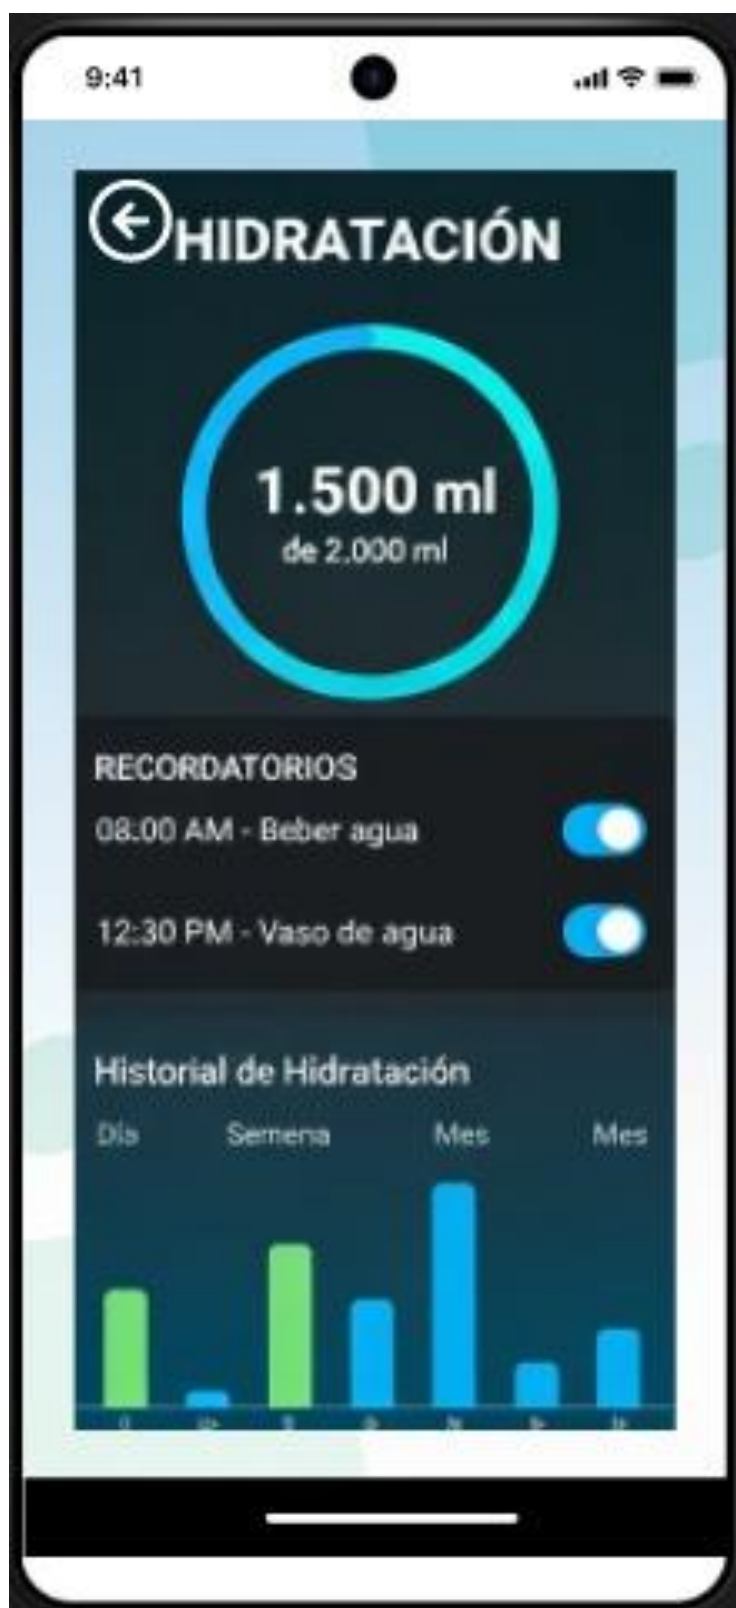 9:41
HIDRATACIÓN
1.500 ml
de 2.000 ml
RECORDATORIOS
08:00 AM - Beber agua
12:30 PM - Vaso de agua
Historial de Hidratación
Día Semena Mes Mes